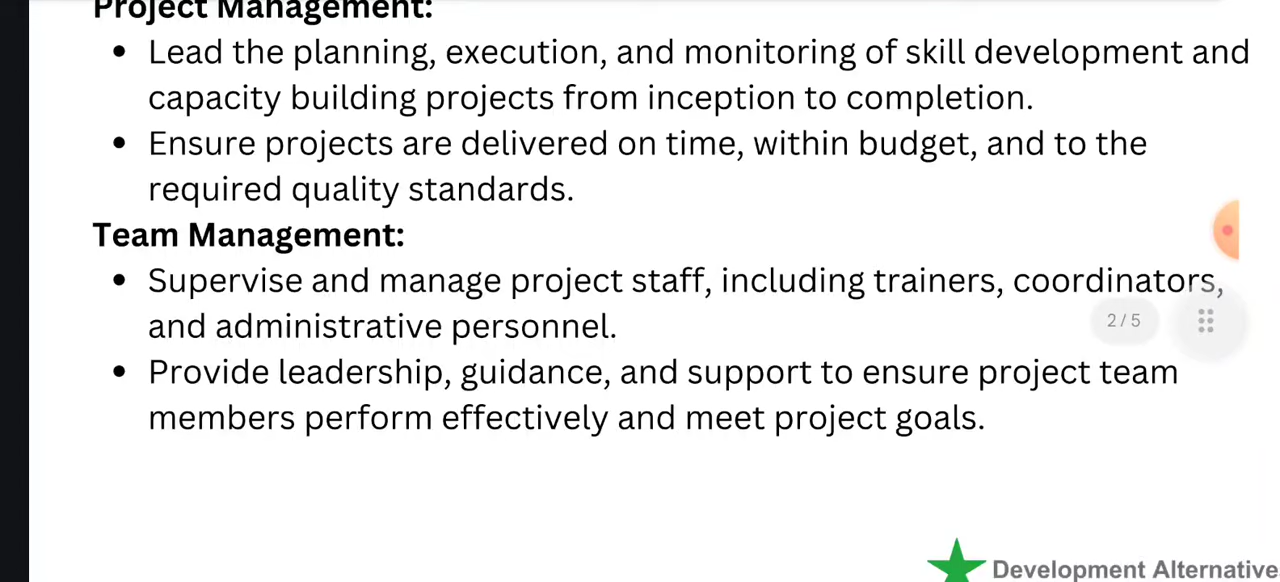 Project Management:
• Lead the planning, execution, and monitoring of skill development and
capacity building projects from inception to completion.
• Ensure projects are delivered on time, within budget, and to the
required quality standards.
Team Management:
• Supervise and manage project staff, including trainers, coordinators,
and administrative personnel.
2/5
• Provide leadership, guidance, and support to ensure project team
members perform effectively and meet project goals.
Development Alternative